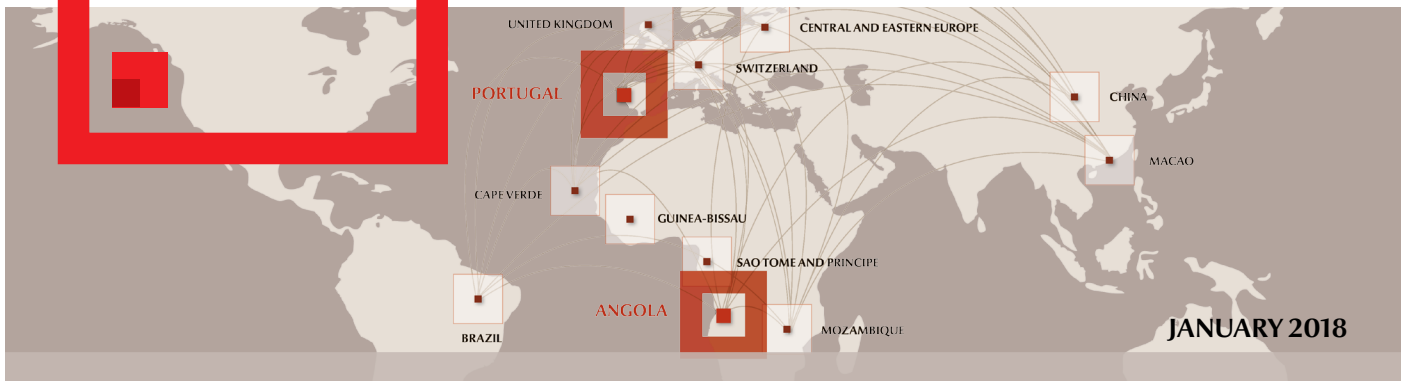 UNITED KINGDOM
CENTRAL AND EASTERN EUROPE
SWITZERLAND
PORTUGAL
CHINA
MACAO
CAPE VERDE
GUINEA-BISSAU
SAO TOME AND PRINCIPE
ANGOLA
MOZAMBIQUE
JANUARY 2018
BRAZIL